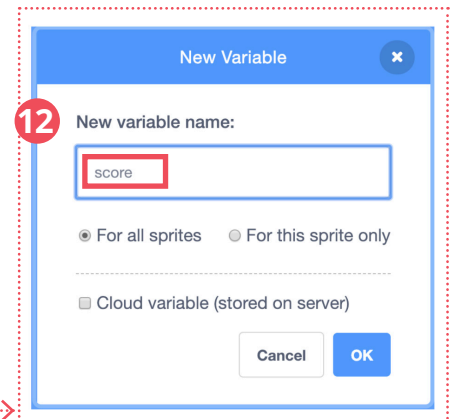 New Variable
12
New variable name:
score
For all sprites For this sprite only
Cloud variable (stored on server)
Cancel OK